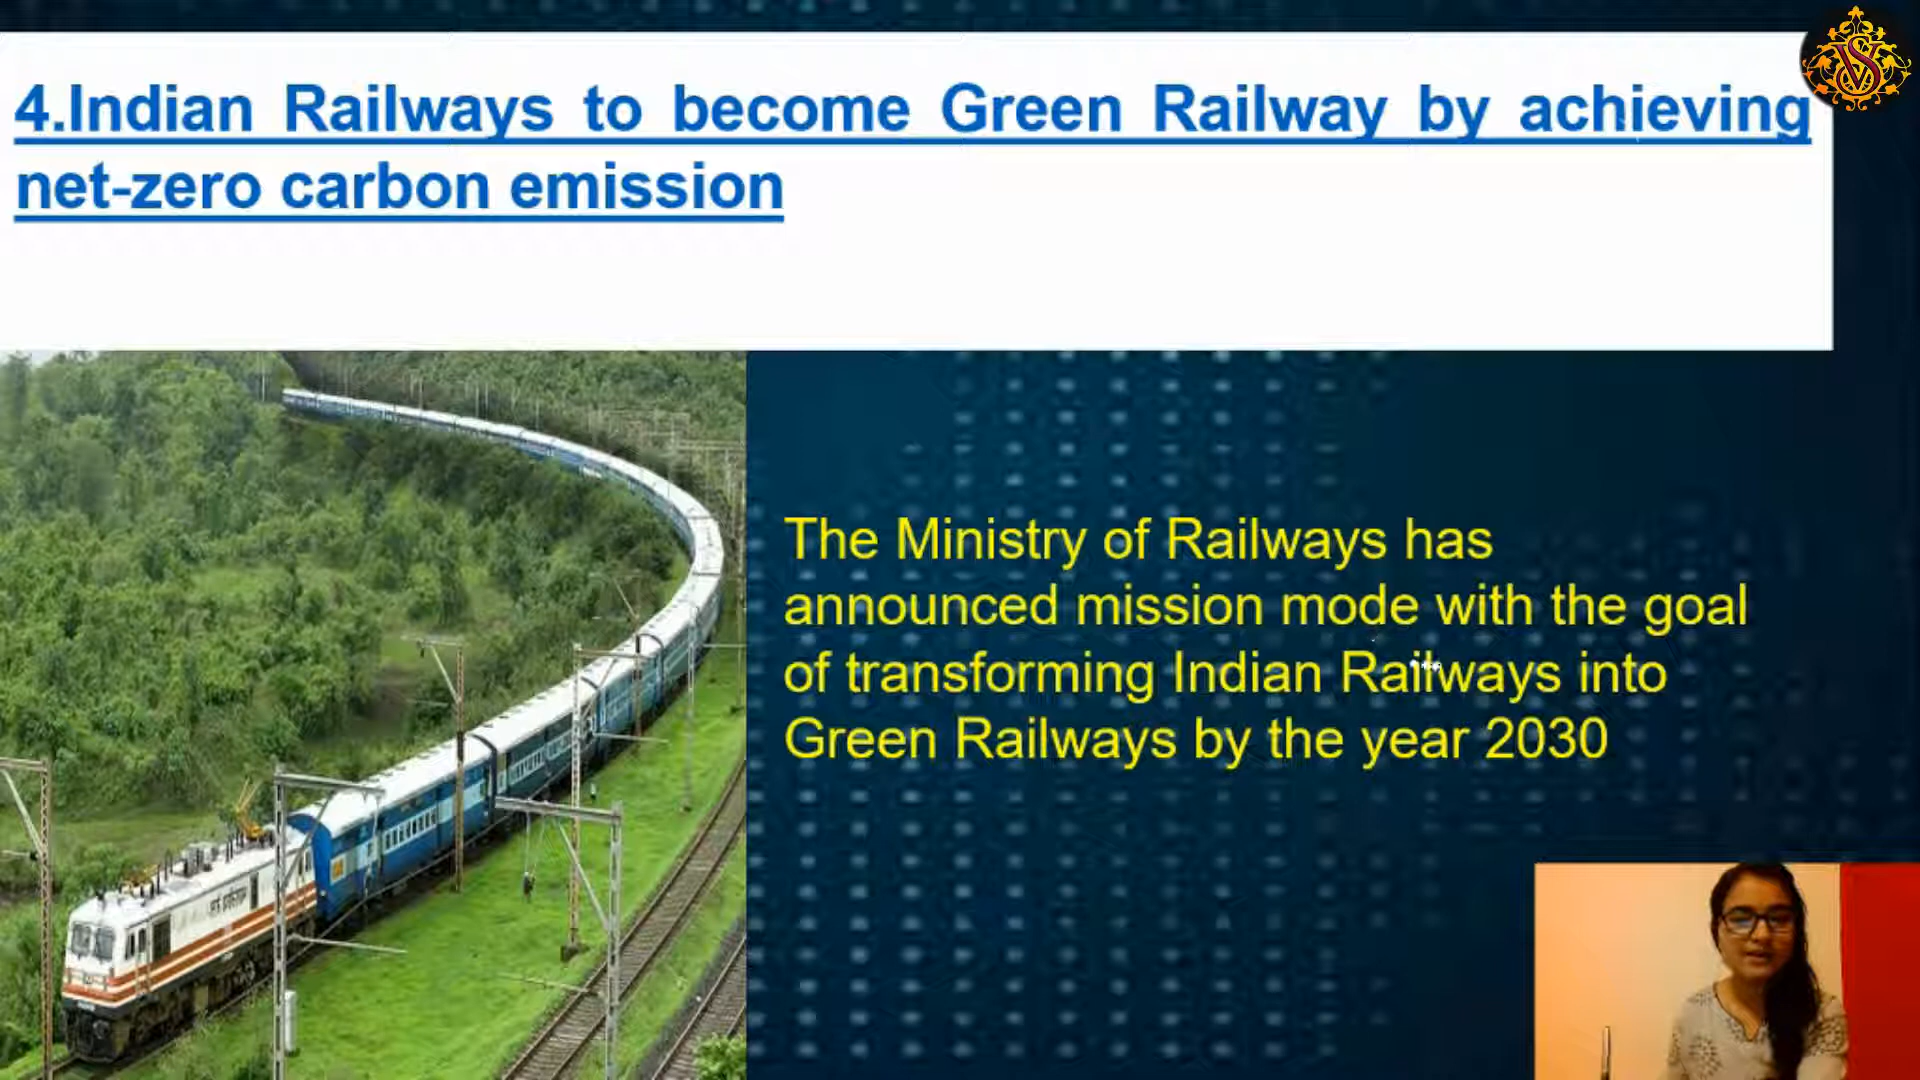 4.Indian Railways to become Green Railway by achieving
net-zero carbon emission
The Ministry of Railways has
announced mission mode with the goal
of transforming Indian Railways into
Green Railways by the year 2030